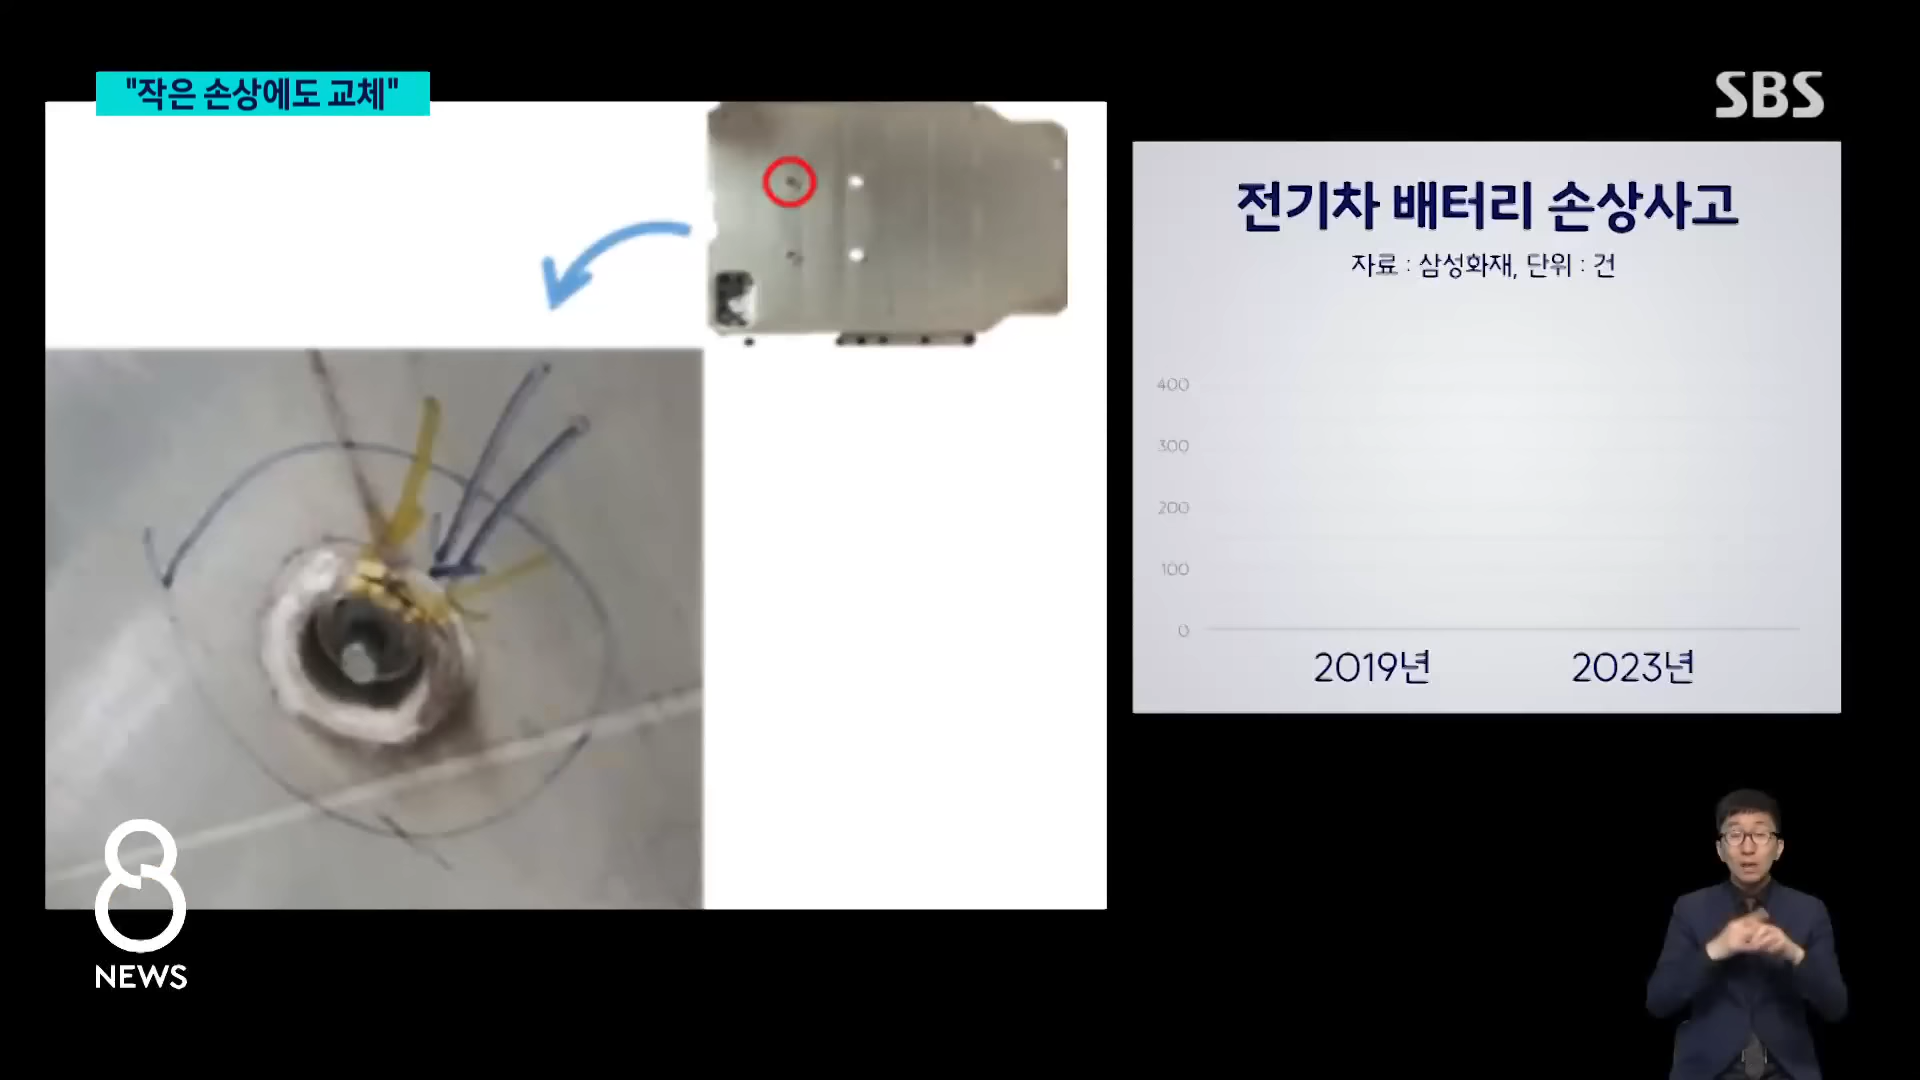 "작은 손상에도 교체"
SBS
전기차 배터리 손상사고
자료 : 삼성화재, 단위 : 건
400
300
200
100
0
2019년
2023년
8
NEWS